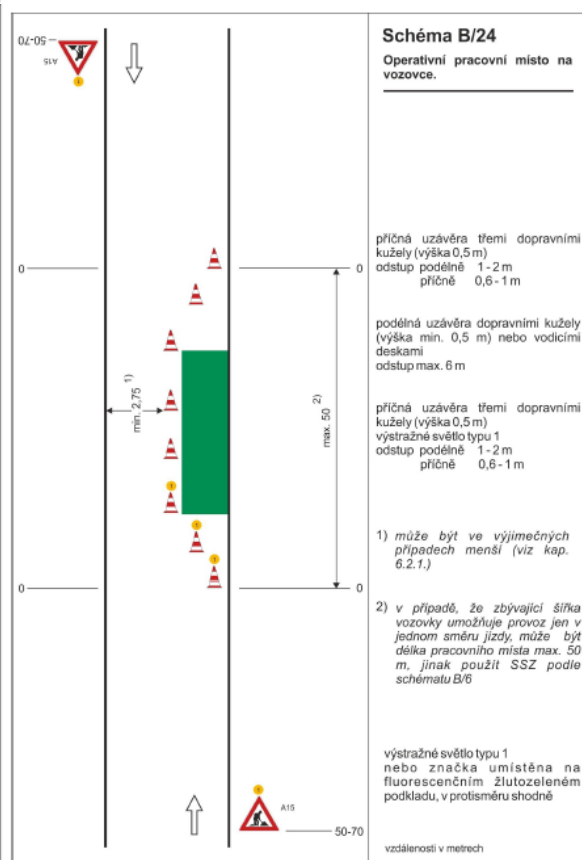 Schéma B/24
Operativní pracovní místo na
vozovce.
50-70
A15
1
příčná uzávěra třemi dopravními
kužely (výška 0,5 m)
odstup podélně 1 - 2 m
příčně 0,6 - 1 m
0
0
podélná uzávěra dopravními kužely
(výška min. 0,5 m) nebo vodicími
deskami
odstup max. 6 m
min. 2,75 1)
max. 50 2)
příčná uzávěra třemi dopravními
kužely (výška 0,5 m)
výstražné světlo typu 1
odstup podélně 1 - 2 m
příčně 0,6 - 1 m
1
1
1
1) může být ve výjimečných
případech menší (viz kap.
6.2.1.)
0
0
2) v případě, že zbývající šířka
vozovky umožňuje provoz jen v
jednom směru jízdy, může být
délka pracovního místa max. 50
m, jinak použít SSZ podle
schématu B/6
výstražné světlo typu 1
nebo značka umístěna na
fluorescenčním žlutozeleném
podkladu, v protisměru shodně
1
A15
50-70
vzdálenosti v metrech